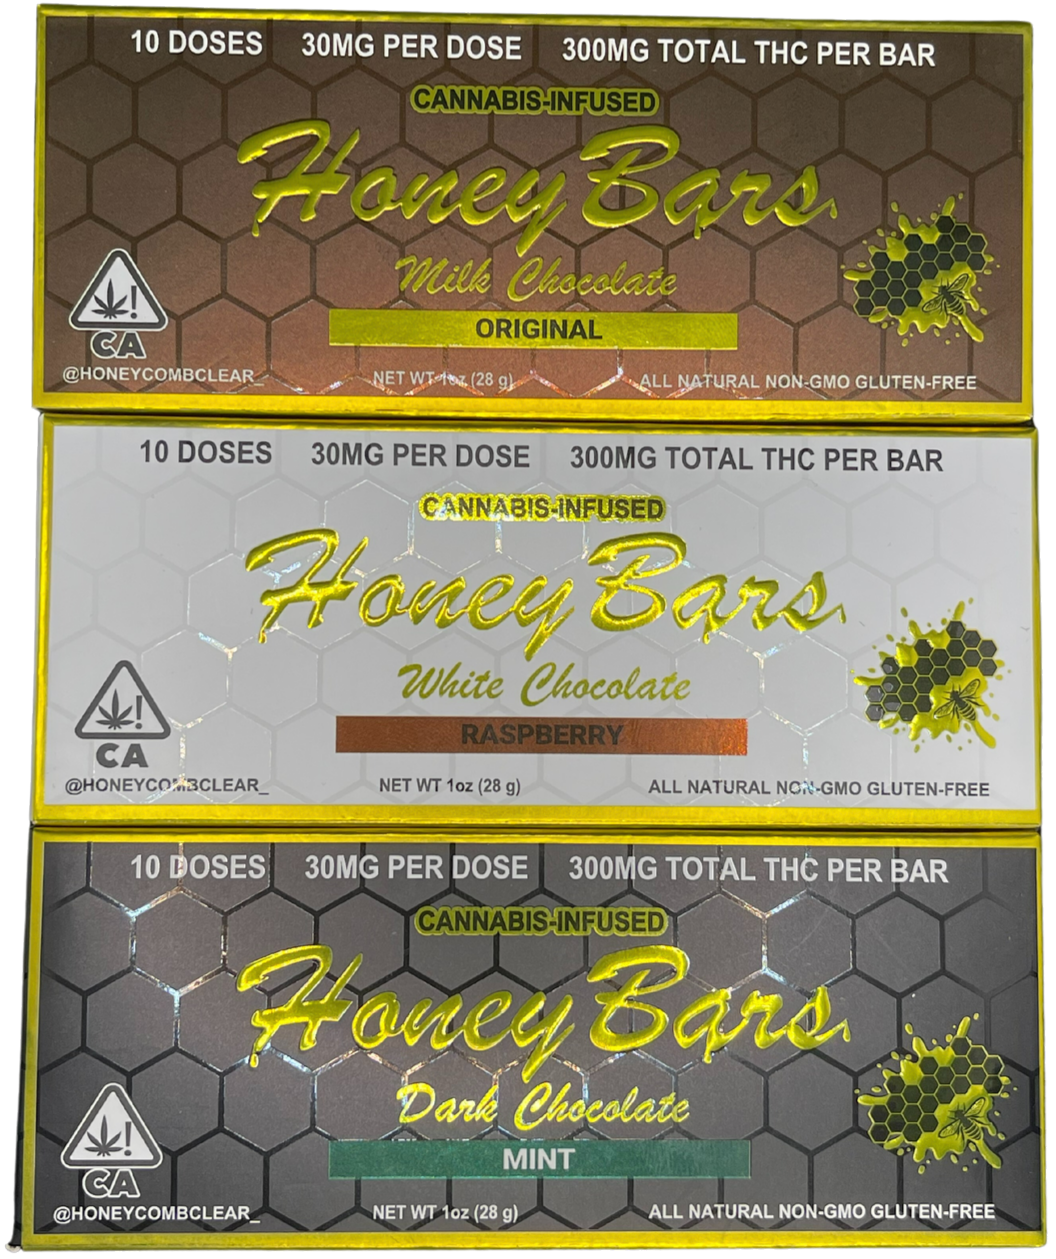 10 DOSES 30MG PER DOSE 300MG TOTAL THC PER BAR
CANNABIS-INFUSED
Honey Bars
Milk Chocolate
ORIGINAL
!
CA
@HONEYCOMBCLEAR_ NET WT 1oz (28 g) ALL NATURAL NON-GMO GLUTEN-FREE
10 DOSES 30MG PER DOSE 300MG TOTAL THC PER BAR
CANNABIS-INFUSED
Honey Bars
White Chocolate
RASPBERRY
!
CA
@HONEYCOMBCLEAR_ NET WT 1oz (28 g) ALL NATURAL NON-GMO GLUTEN-FREE
10 DOSES 30MG PER DOSE 300MG TOTAL THC PER BAR
CANNABIS-INFUSED
Honey Bars
Dark Chocolate
MINT
!
CA
@HONEYCOMBCLEAR_ NET WT 1oz (28 g) ALL NATURAL NON-GMO GLUTEN-FREE